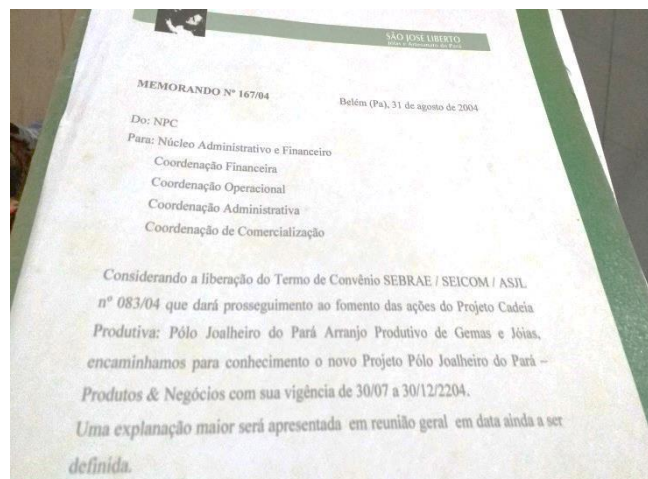 SÃO JOSÉ LIBERTO
Jóias e Artesanato do Pará
MEMORANDO Nº 167/04
Belém (Pa), 31 de agosto de 2004
Do: NPC
Para: Núcleo Administrativo e Financeiro
Coordenação Financeira
Coordenação Operacional
Coordenação Administrativa
Coordenação de Comercialização
Considerando a liberação do Termo de Convênio SEBRAE / SEICOM / ASJL
nº 083/04 que dará prosseguimento ao fomento das ações do Projeto Cadeia
Produtiva: Pólo Joalheiro do Pará Arranjo Produtivo de Gemas e Jóias,
encaminhamos para conhecimento o novo Projeto Pólo Joalheiro do Pará –
Produtos & Negócios com sua vigência de 30/07 a 30/12/2204.
Uma explanação maior será apresentada em reunião geral em data ainda a ser
definida.